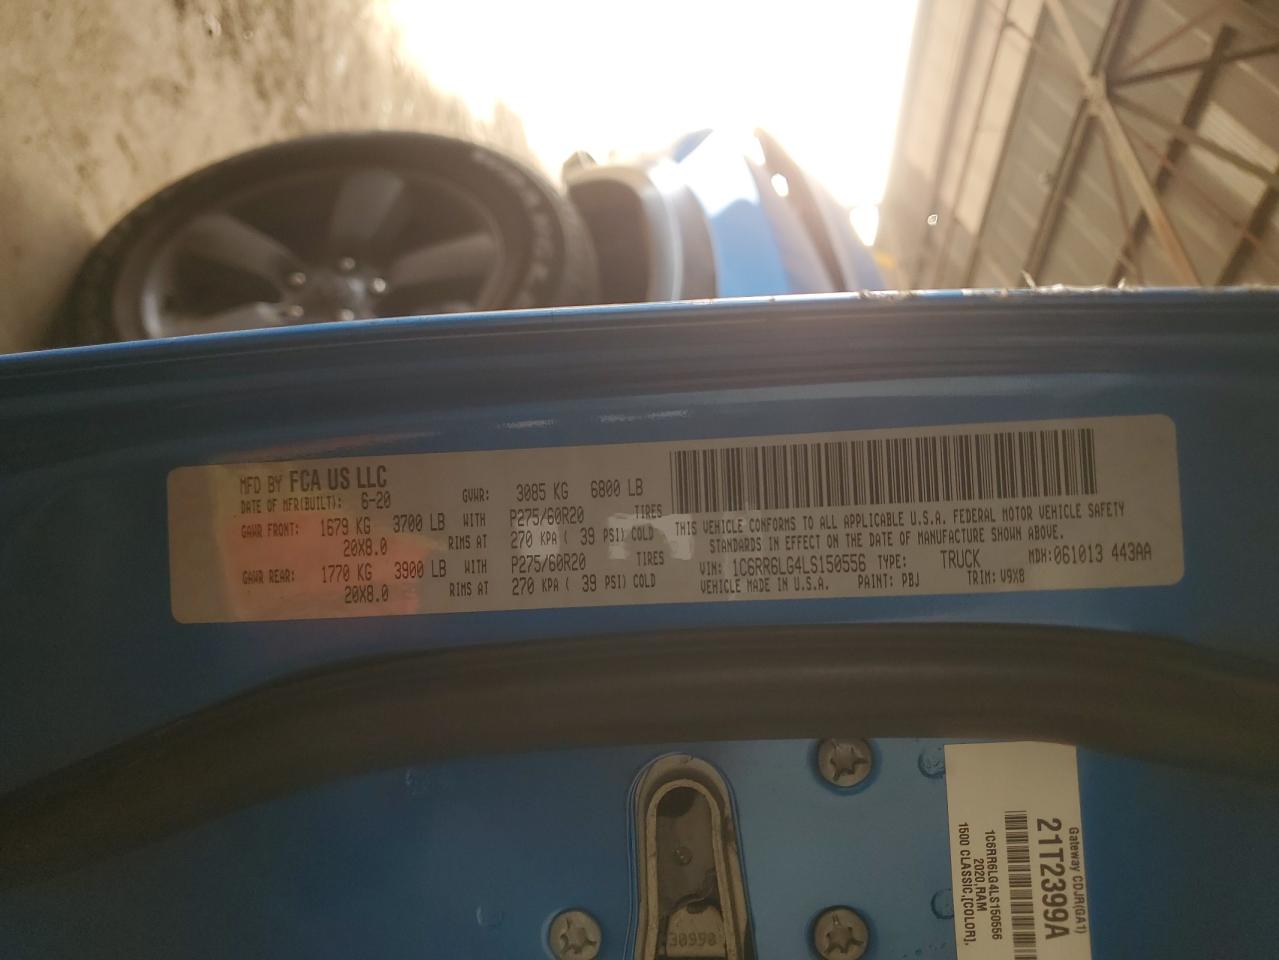 MFD BY FCA US LLC
DATE OF MFR(BUILT): 6-20 GVWR: 3085 KG 6800 LB
GAWR FRONT: 1679 KG 3700 LB WITH P275/60R20 TIRES
20X8.0 RIMS AT 270 KPA ( 39 PSI) COLD
GAWR REAR: 1770 KG 3900 LB WITH P275/60R20 TIRES
20X8.0 RIMS AT 270 KPA ( 39 PSI) COLD
THIS VEHICLE CONFORMS TO ALL APPLICABLE U.S.A. FEDERAL MOTOR VEHICLE SAFETY
STANDARDS IN EFFECT ON THE DATE OF MANUFACTURE SHOWN ABOVE.
VIN: 1C6RR6LG4LS150556 TYPE: TRUCK MDH:061013 443AA
VEHICLE MADE IN U.S.A. PAINT: PBJ TRIM: V9X8
Gateway CDJR(GA1)
21T2399A
1C6RR6LG4LS150556
2020,RAM
1500 CLASSIC,[COLOR],